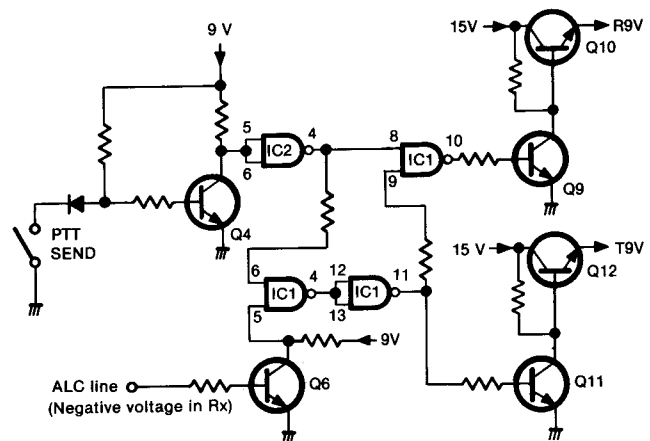 9 V
15V
R9V
Q10
5
6
IC2
4
8
9
IC1
10
Q9
Q4
PTT
SEND
6
5
IC1
4
12
13
IC1
11
15 V
T9V
Q12
9V
Q6
Q11
ALC line
(Negative voltage in Rx)